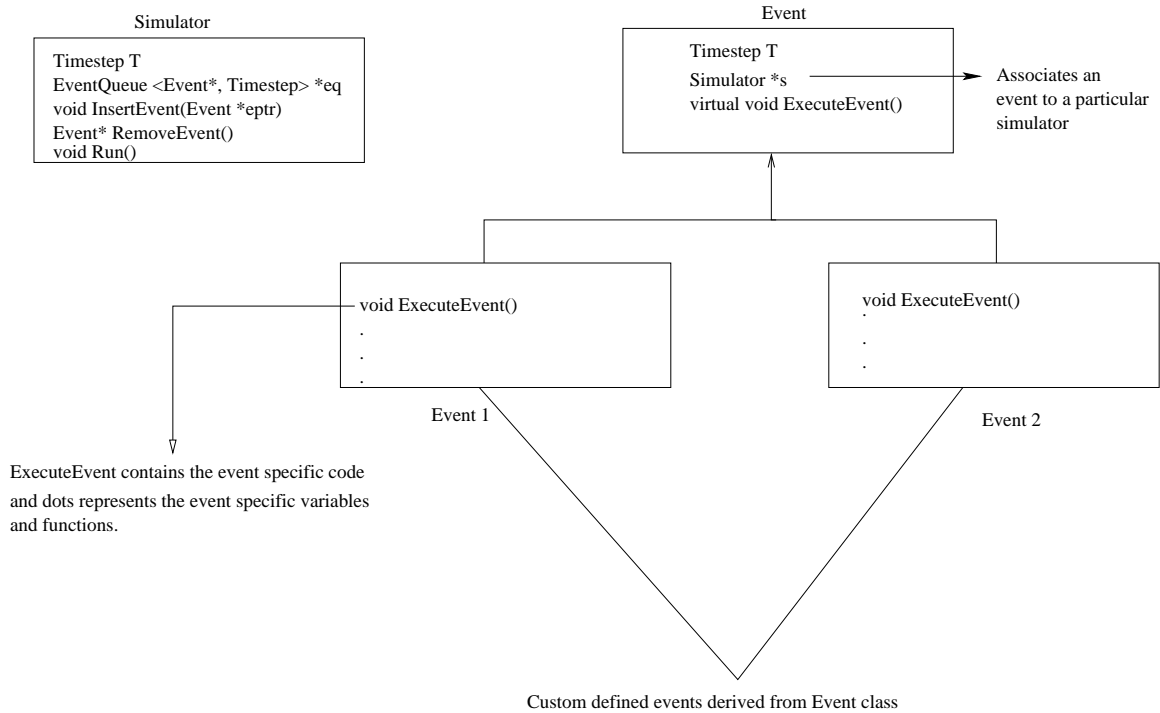 Simulator
Timestep T
EventQueue <Event*, Timestep> *eq
void InsertEvent(Event *eptr)
Event* RemoveEvent()
void Run()
Event
Timestep T
Simulator *s
virtual void ExecuteEvent()
Associates an
event to a particular
simulator
void ExecuteEvent()
.
.
.
Event 1
void ExecuteEvent()
.
.
.
Event 2
ExecuteEvent contains the event specific code
and dots represents the event specific variables
and functions.
Custom defined events derived from Event class